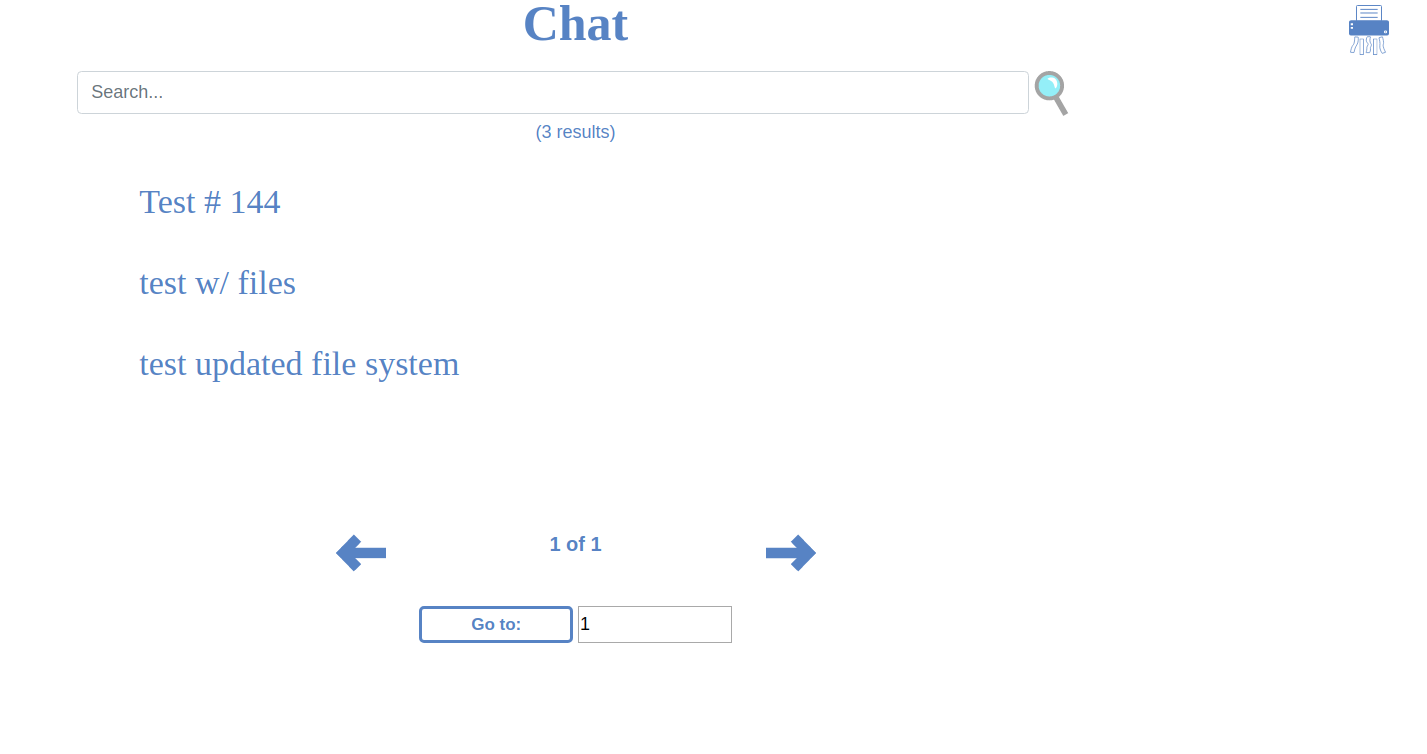 Chat
Search...
(3 results)
Test # 144
test w/ files
test updated file system
1 of 1
Go to:
1